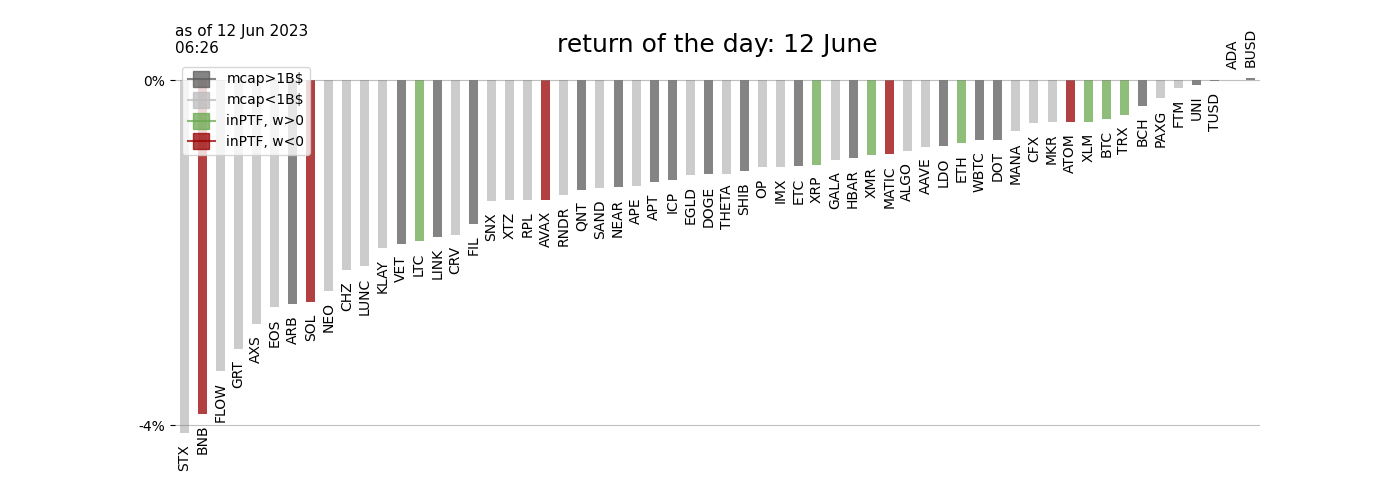 as of 12 Jun 2023
06:26
return of the day: 12 June
0%
-4%
mcap>1B$
mcap<1B$
inPTF, w>0
inPTF, w<0
STX
BNB
FLOW
GRT
AXS
EOS
ARB
SOL
NEO
CHZ
LUNC
KLAY
VET
LTC
LINK
CRV
FIL
SNX
XTZ
RPL
AVAX
RNDR
QNT
SAND
NEAR
APE
APT
ICP
EGLD
DOGE
THETA
SHIB
OP
IMX
ETC
XRP
GALA
HBAR
XMR
MATIC
ALGO
AAVE
LDO
ETH
WBTC
DOT
MANA
CFX
MKR
ATOM
XLM
BTC
TRX
BCH
PAXG
FTM
UNI
TUSD
ADA
BUSD